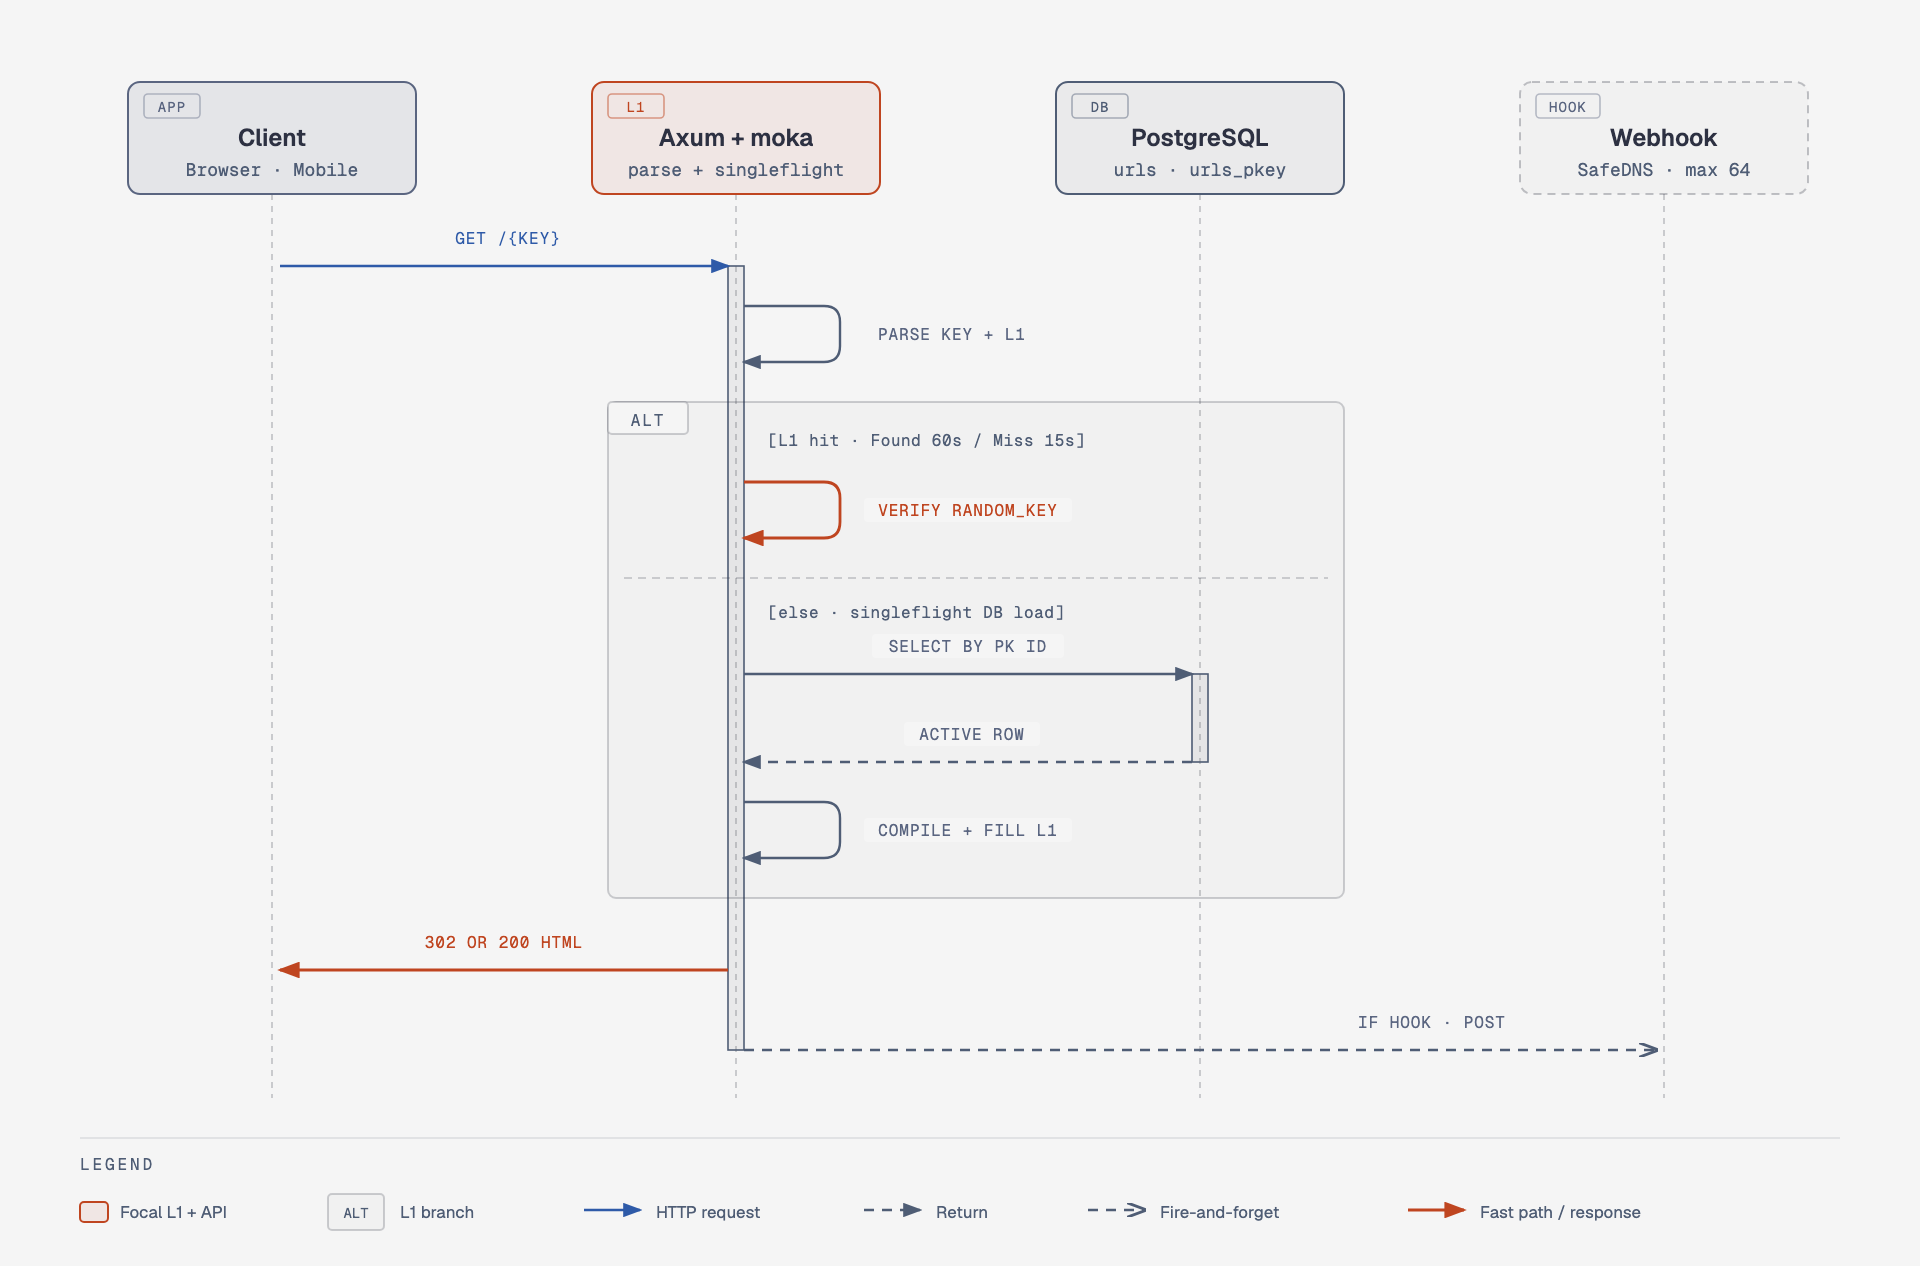 APP
Client
Browser · Mobile
L1
Axum + moka
parse + singleflight
DB
PostgreSQL
urls · urls_pkey
HOOK
Webhook
SafeDNS · max 64
GET /{KEY}
PARSE KEY + L1
ALT
[L1 hit · Found 60s / Miss 15s]
VERIFY RANDOM_KEY
[else · singleflight DB load]
SELECT BY PK ID
ACTIVE ROW
COMPILE + FILL L1
302 OR 200 HTML
IF HOOK · POST
LEGEND
Focal L1 + API
ALT
L1 branch
HTTP request
Return
Fire-and-forget
Fast path / response